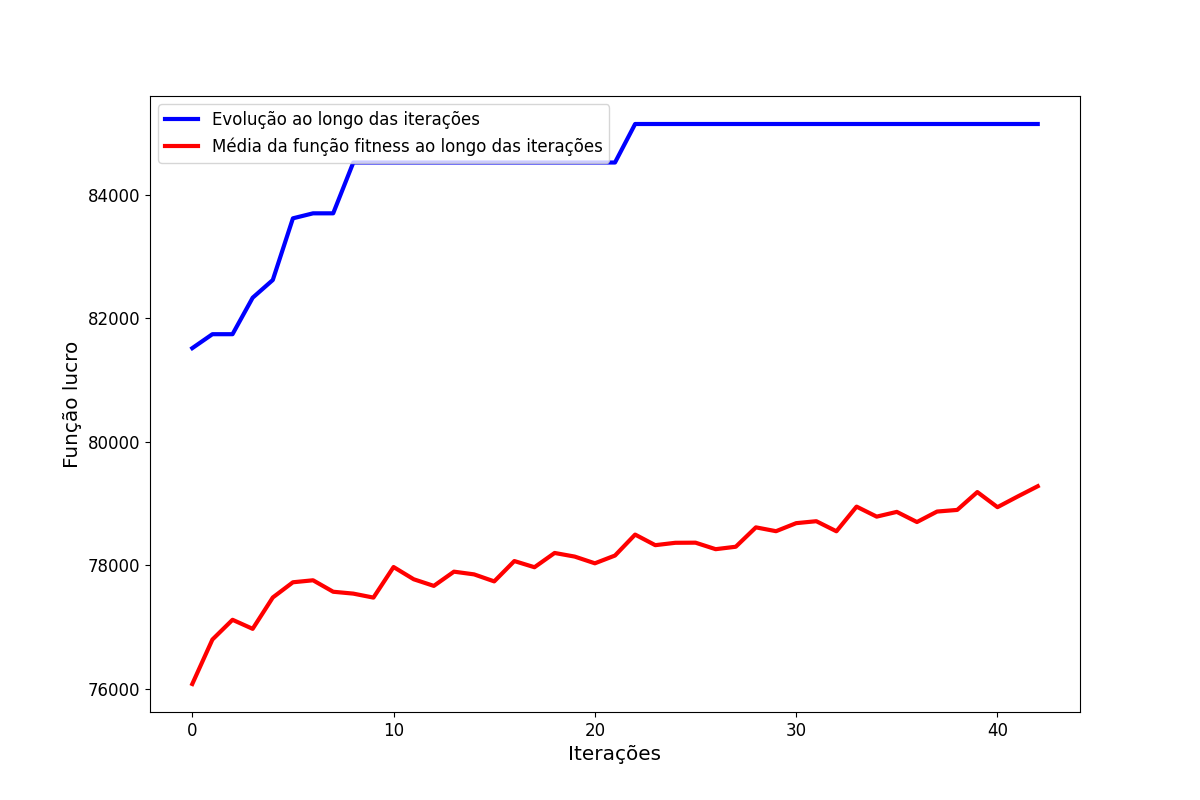 Evolução ao longo das iterações
Média da função fitness ao longo das iterações
Função lucro
84000
82000
80000
78000
76000
0 10 20 30 40
Iterações